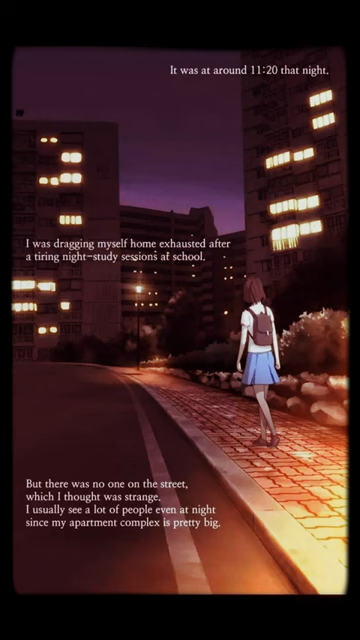 It was at around 11:20 that night.
I was dragging myself home exhausted after
a tiring night-study sessions at school.
But there was no one on the street,
which I thought was strange.
I usually see a lot of people even at night
since my apartment complex is pretty big.